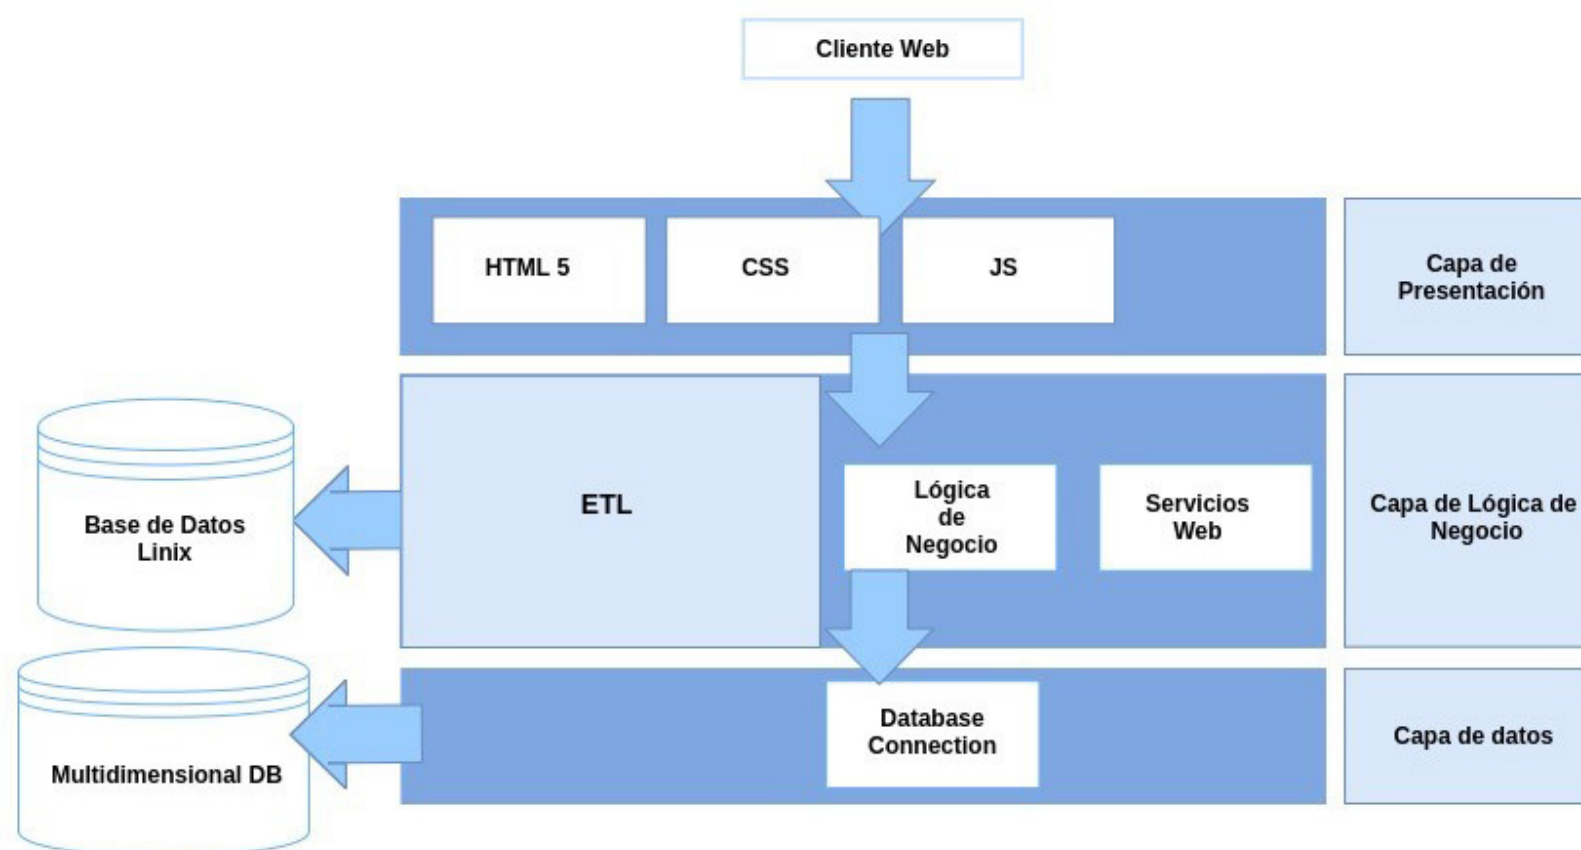 Cliente Web
HTML 5
CSS
JS
Capa de
Presentación
Base de Datos
Linix
ETL
Lógica
de
Negocio
Servicios
Web
Capa de Lógica de
Negocio
Multidimensional DB
Database
Connection
Capa de datos